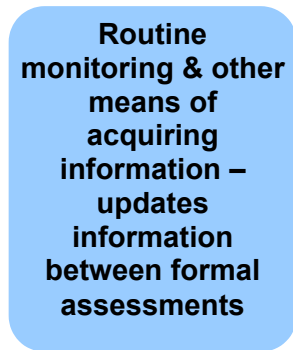 Routine
monitoring & other
means of
acquiring
information –
updates
information
between formal
assessments